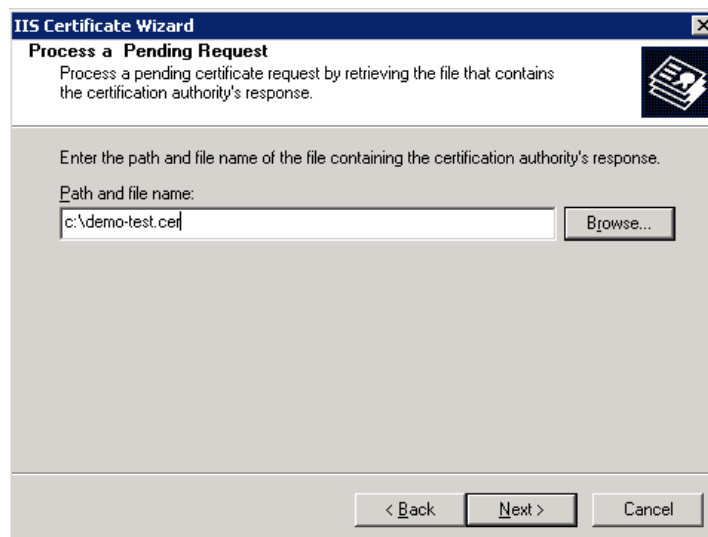 IIS Certificate Wizard
Process a  Pending Request
Process a pending certificate request by retrieving the file that contains
the certification authority's response.
Enter the path and file name of the file containing the certification authority's response.
Path and file name:
c:\demo-test.cer
Browse...
< Back
Next >
Cancel